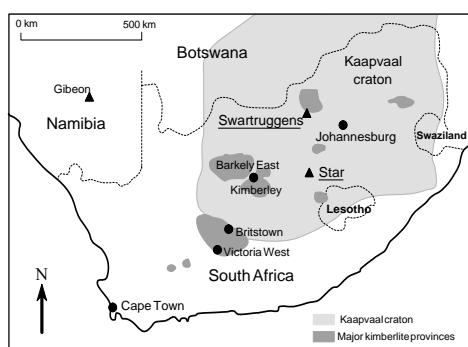 0 km 500 km
Botswana
Kaapvaal
craton
Gibeon
Namibia
Swartruggens
Johannesburg
Swaziland
Barkely East
Kimberley
Star
Lesotho
Britstown
Victoria West
N
South Africa
Cape Town
Kaapvaal craton
Major kimberlite provinces